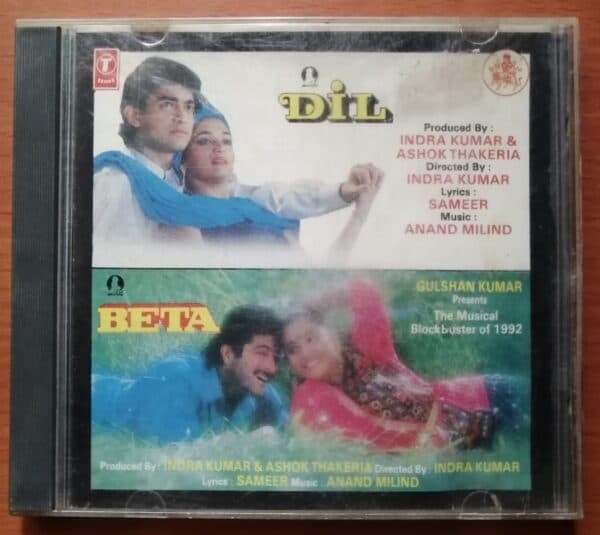 T
Series
DiL
Produced By :
INDRA KUMAR &
ASHOK THAKERIA
Directed By :
INDRA KUMAR
Lyrics :
SAMEER
Music :
ANAND MILIND
GULSHAN KUMAR
Presents
The Musical
Blockbuster of 1992
BETA
Produced By : INDRA KUMAR & ASHOK THAKERIA Directed By : INDRA KUMAR
Lyrics : SAMEER Music : ANAND MILIND